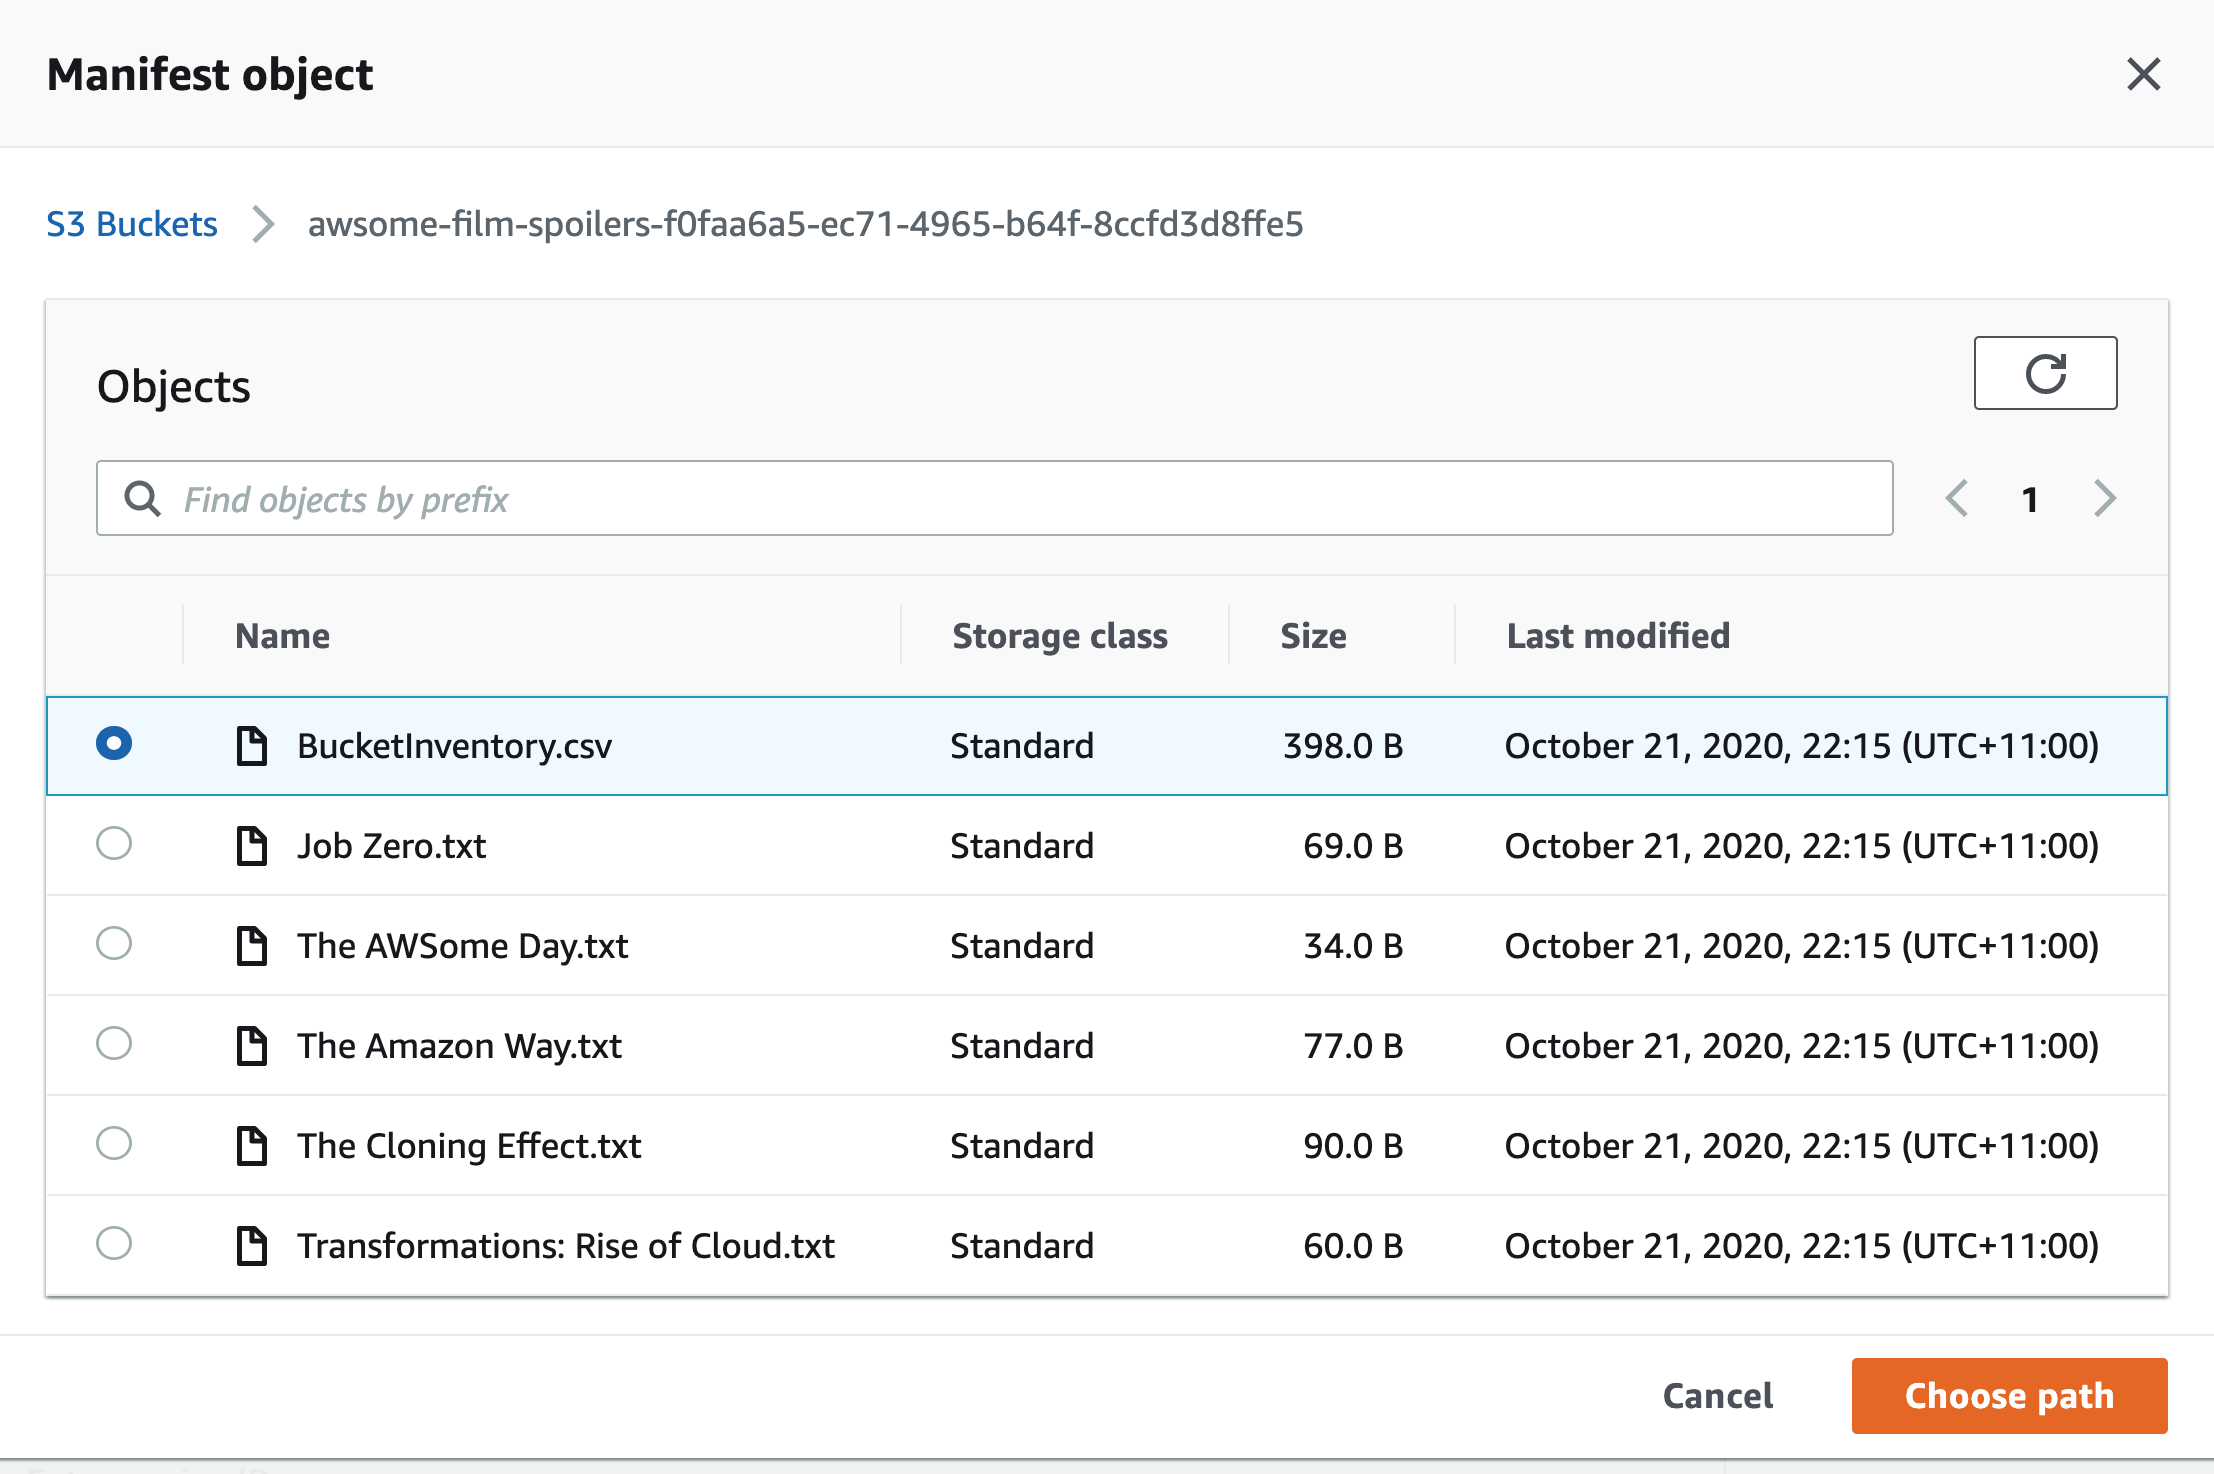 Manifest object
S3 Buckets awsome-film-spoilers-f0faa6a5-ec71-4965-b64f-8ccfd3d8ffe5
Objects
Find objects by prefix 1
Name Storage class Size Last modified
BucketInventory.csv Standard 398.0 B October 21, 2020, 22:15 (UTC+11:00)
Job Zero.txt Standard 69.0 B October 21, 2020, 22:15 (UTC+11:00)
The AWSome Day.txt Standard 34.0 B October 21, 2020, 22:15 (UTC+11:00)
The Amazon Way.txt Standard 77.0 B October 21, 2020, 22:15 (UTC+11:00)
The Cloning Effect.txt Standard 90.0 B October 21, 2020, 22:15 (UTC+11:00)
Transformations: Rise of Cloud.txt Standard 60.0 B October 21, 2020, 22:15 (UTC+11:00)
Cancel Choose path